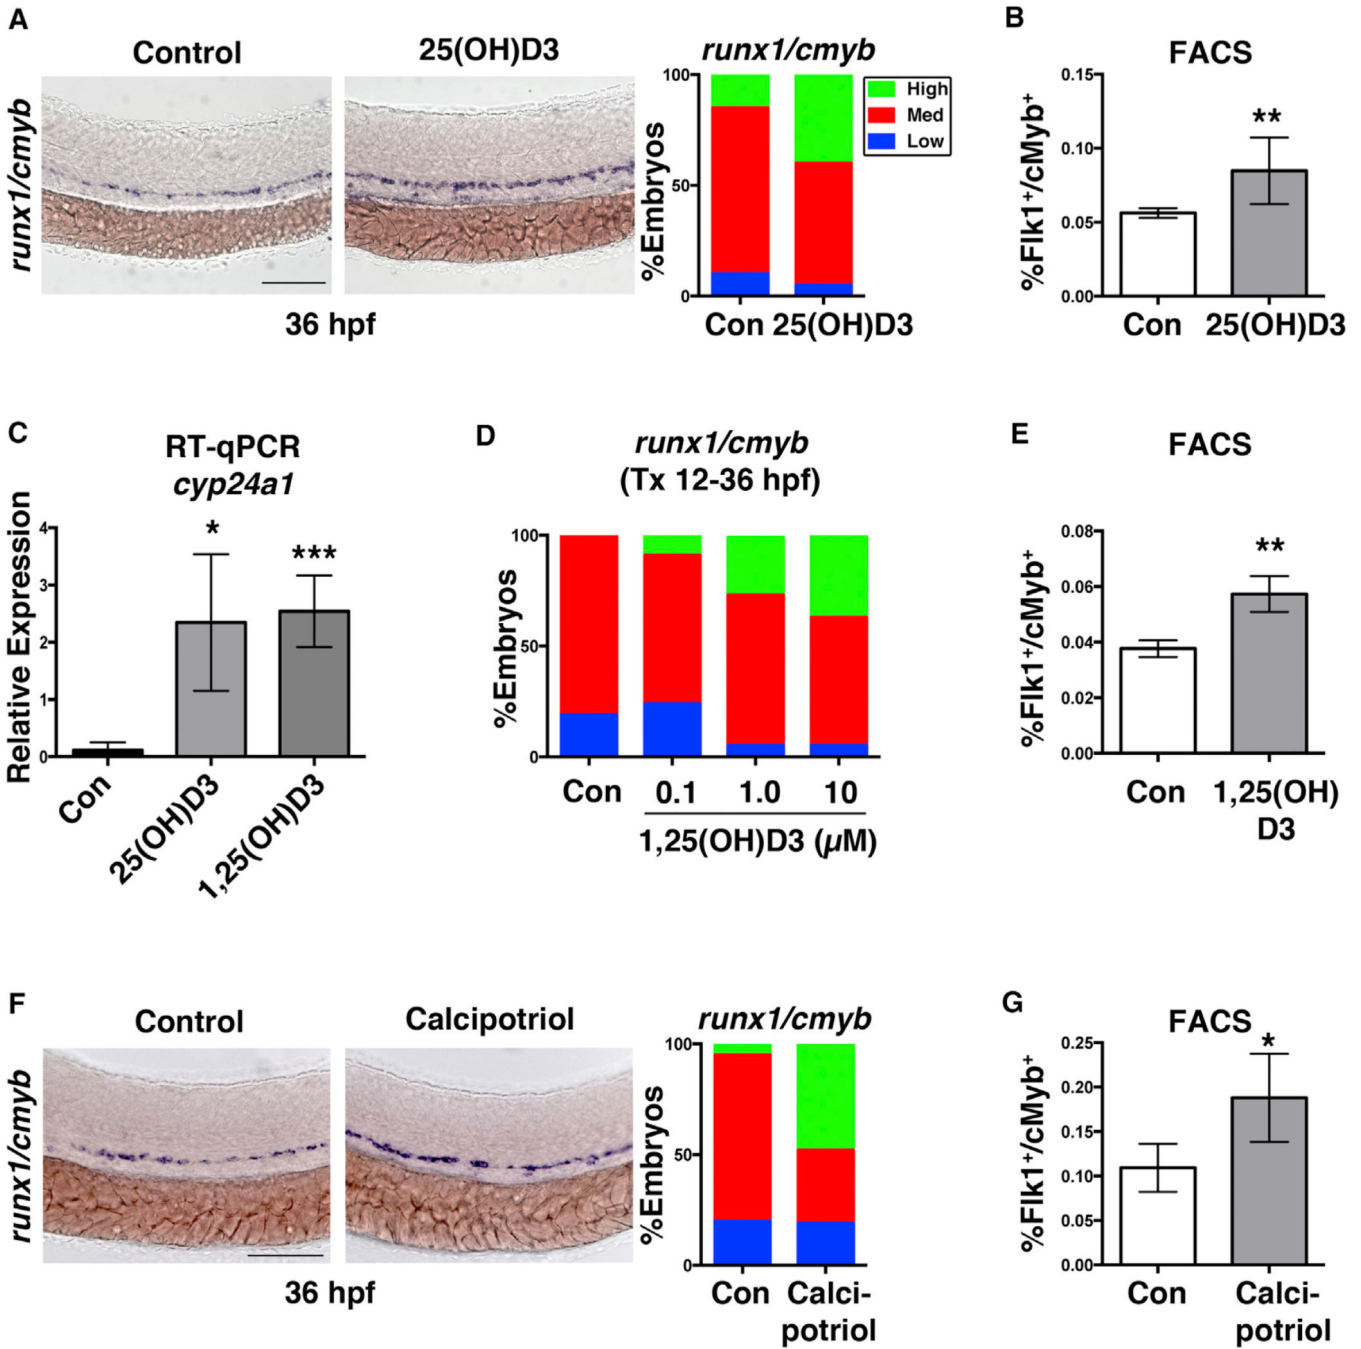 A
Control
25(OH)D3
runx1/cmyb
runx1/cmyb
36 hpf
%Embryos
100
50
0
High
Med
Low
Con 25(OH)D3
B
FACS
%Flk1+/cMyb+
0.15
0.10
0.05
0.00
**
Con 25(OH)D3
C
RT-qPCR
cyp24a1
Relative Expression
4
3
2
1
0
*
***
Con
25(OH)D3
1,25(OH)D3
D
runx1/cmyb
(Tx 12-36 hpf)
%Embryos
100
50
0
Con 0.1 1.0 10
1,25(OH)D3 (µM)
E
FACS
%Flk1+/cMyb+
0.08
0.06
0.04
0.02
0.00
**
Con 1,25(OH)
D3
F
Control
Calcipotriol
runx1/cmyb
runx1/cmyb
36 hpf
%Embryos
100
50
0
Con Calci-
potriol
G
FACS
%Flk1+/cMyb+
0.25
0.20
0.15
0.10
0.05
0.00
*
Con Calci-
potriol